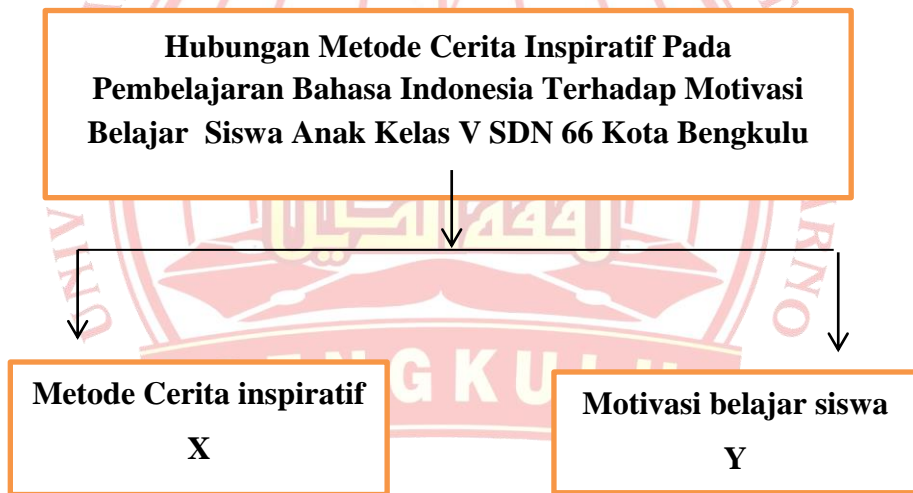 Hubungan Metode Cerita Inspiratif Pada
Pembelajaran Bahasa Indonesia Terhadap Motivasi
Belajar Siswa Anak Kelas V SDN 66 Kota Bengkulu
Metode Cerita inspiratif
X
Motivasi belajar siswa
Y